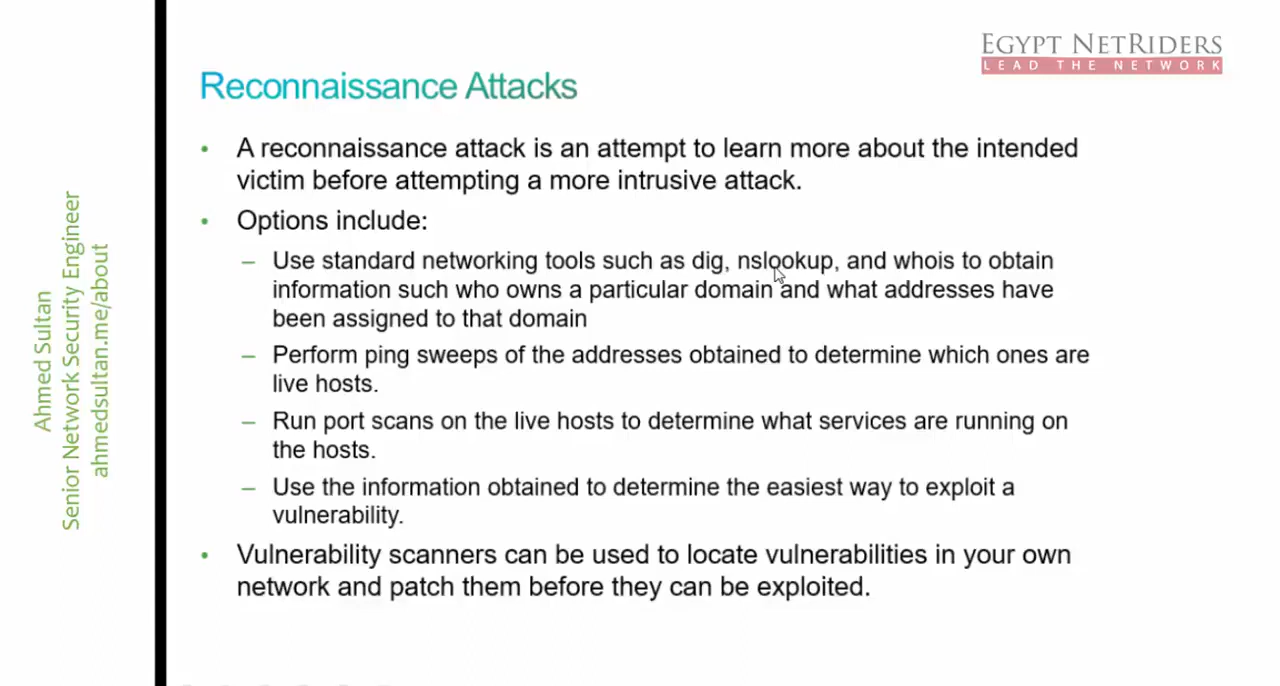 EGYPT NETRIDERS
LEAD THE NETWORK
Reconnaissance Attacks
• A reconnaissance attack is an attempt to learn more about the intended
victim before attempting a more intrusive attack.
• Options include:
– Use standard networking tools such as dig, nslookup, and whois to obtain
information such who owns a particular domain and what addresses have
been assigned to that domain
– Perform ping sweeps of the addresses obtained to determine which ones are
live hosts.
– Run port scans on the live hosts to determine what services are running on
the hosts.
– Use the information obtained to determine the easiest way to exploit a
vulnerability.
• Vulnerability scanners can be used to locate vulnerabilities in your own
network and patch them before they can be exploited.
Ahmed Sultan
Senior Network Security Engineer
ahmedsultan.me/about